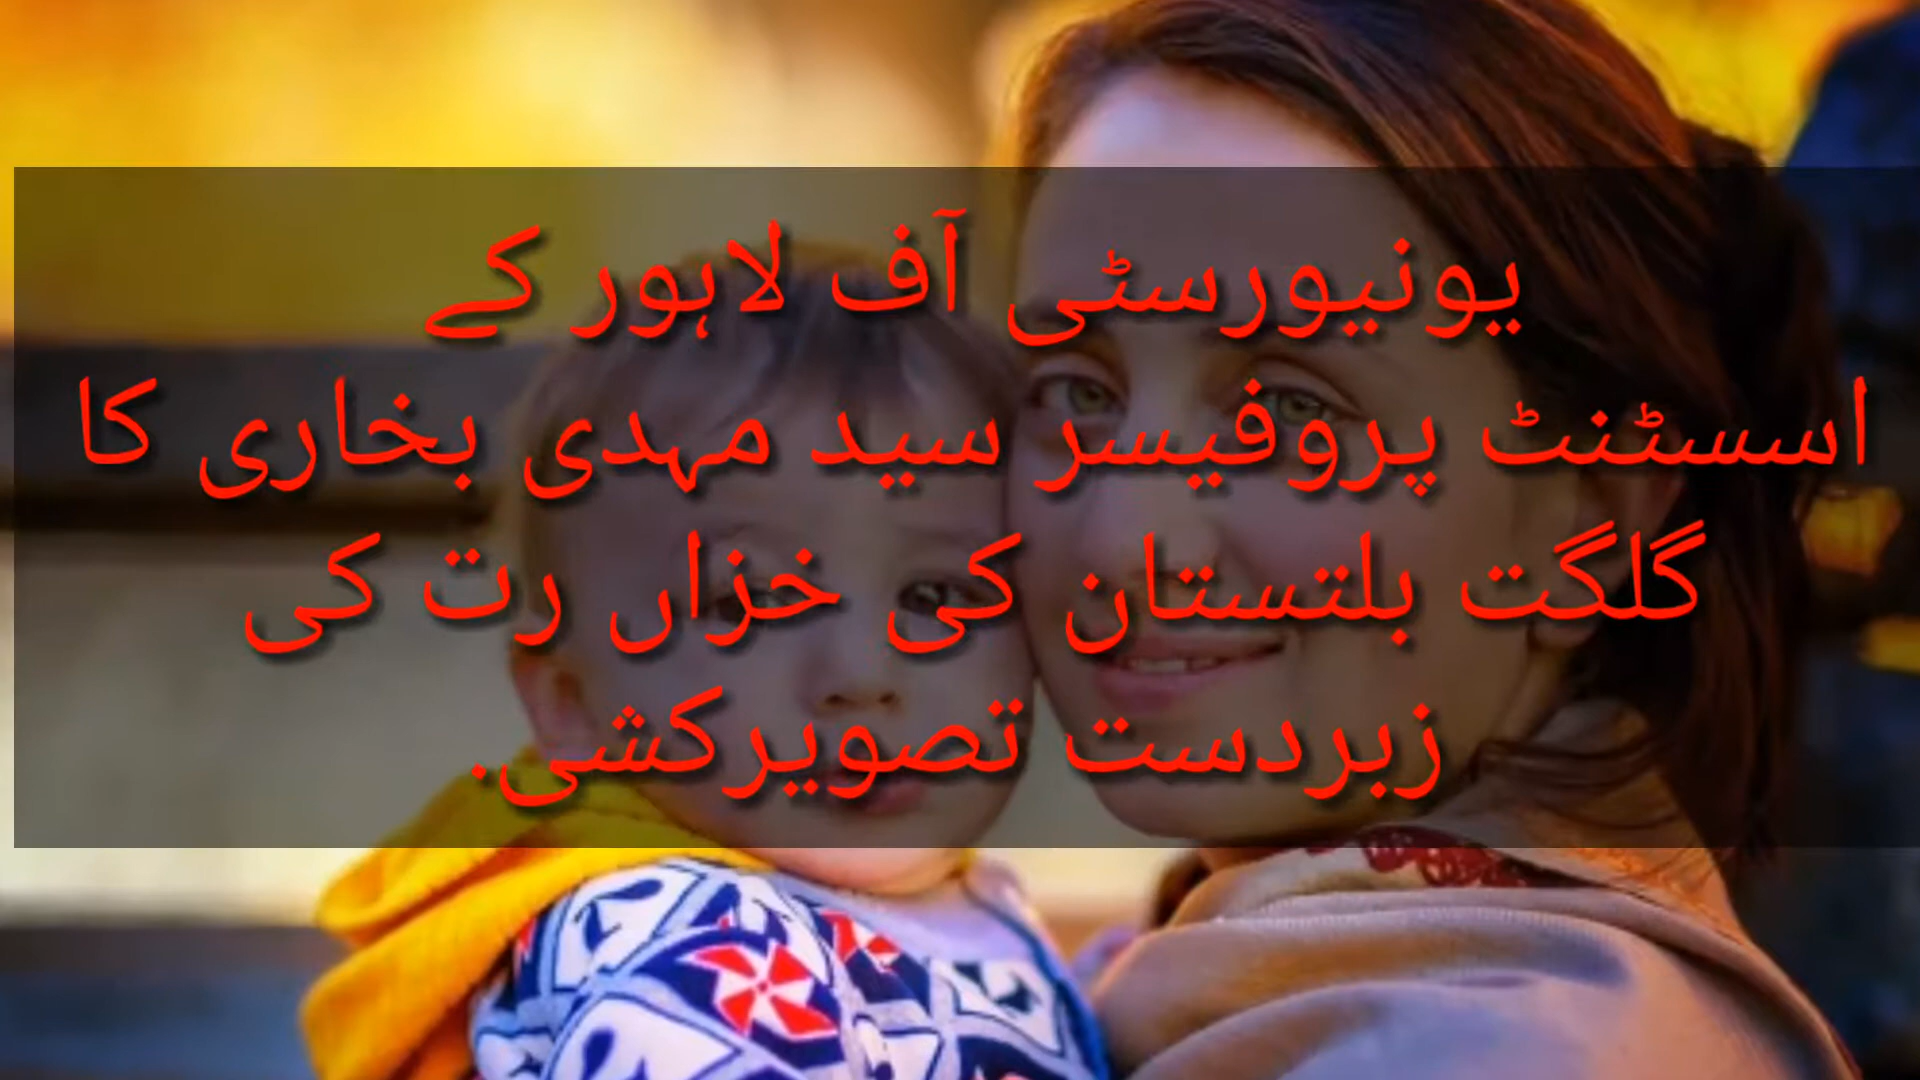 یونیورسٹی آف لاہور کے
اسسٹنٹ پروفیسر سید مہدی بخاری کا
گلگت بلتستان کی خزاں رت کی
زبردست تصویرکشی.